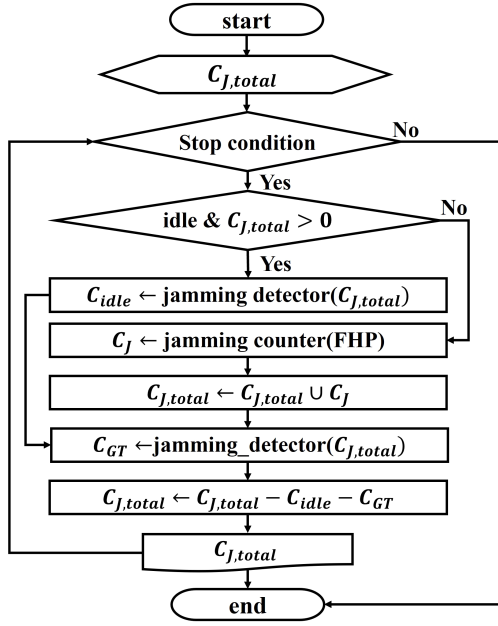 start
C_{J,total}
Stop condition
No
Yes
idle & C_{J,total} > 0
No
Yes
C_{idle} ← jamming detector(C_{J,total})
C_J ← jamming counter(FHP)
C_{J,total} ← C_{J,total} ∪ C_J
C_{GT} ←jamming_detector(C_{J,total})
C_{J,total} ← C_{J,total} − C_{idle} − C_{GT}
C_{J,total}
end